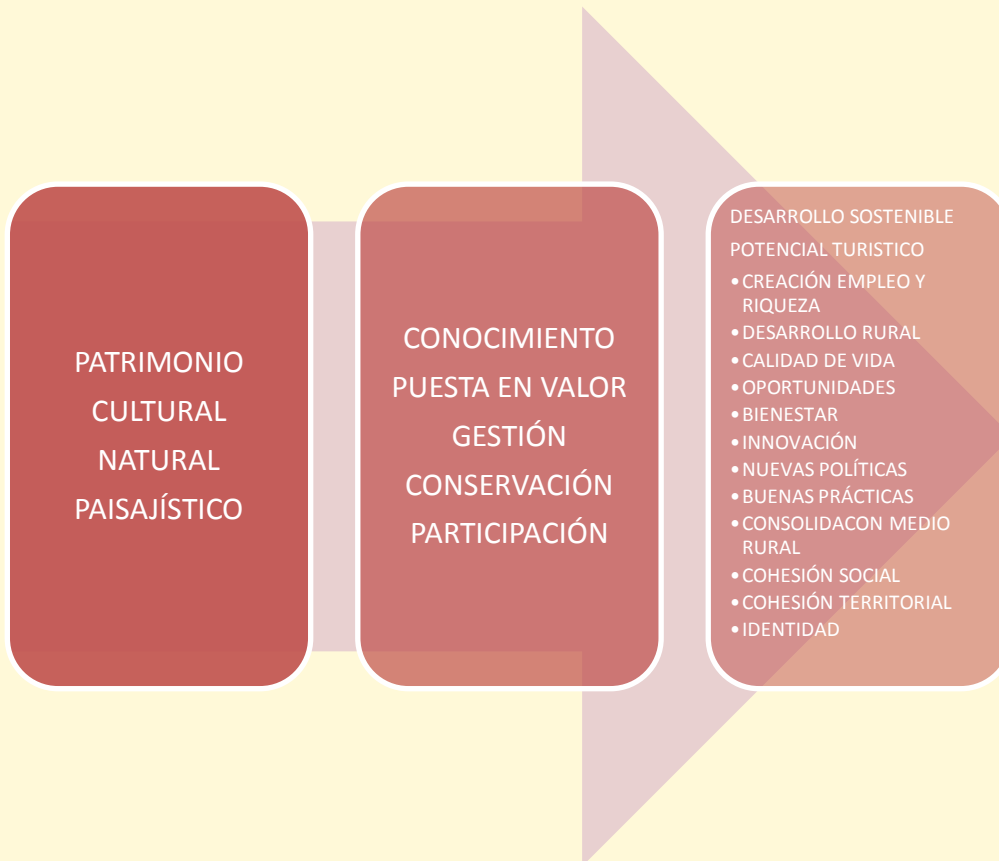 PATRIMONIO
CULTURAL
NATURAL
PAISAJÍSTICO
CONOCIMIENTO
PUESTA EN VALOR
GESTIÓN
CONSERVACIÓN
PARTICIPACIÓN
DESARROLLO SOSTENIBLE
POTENCIAL TURISTICO
•CREACIÓN EMPLEO Y
RIQUEZA
•DESARROLLO RURAL
•CALIDAD DE VIDA
•OPORTUNIDADES
•BIENESTAR
•INNOVACIÓN
•NUEVAS POLÍTICAS
•BUENAS PRÁCTICAS
•CONSOLIDACON MEDIO
RURAL
•COHESIÓN SOCIAL
•COHESIÓN TERRITORIAL
•IDENTIDAD